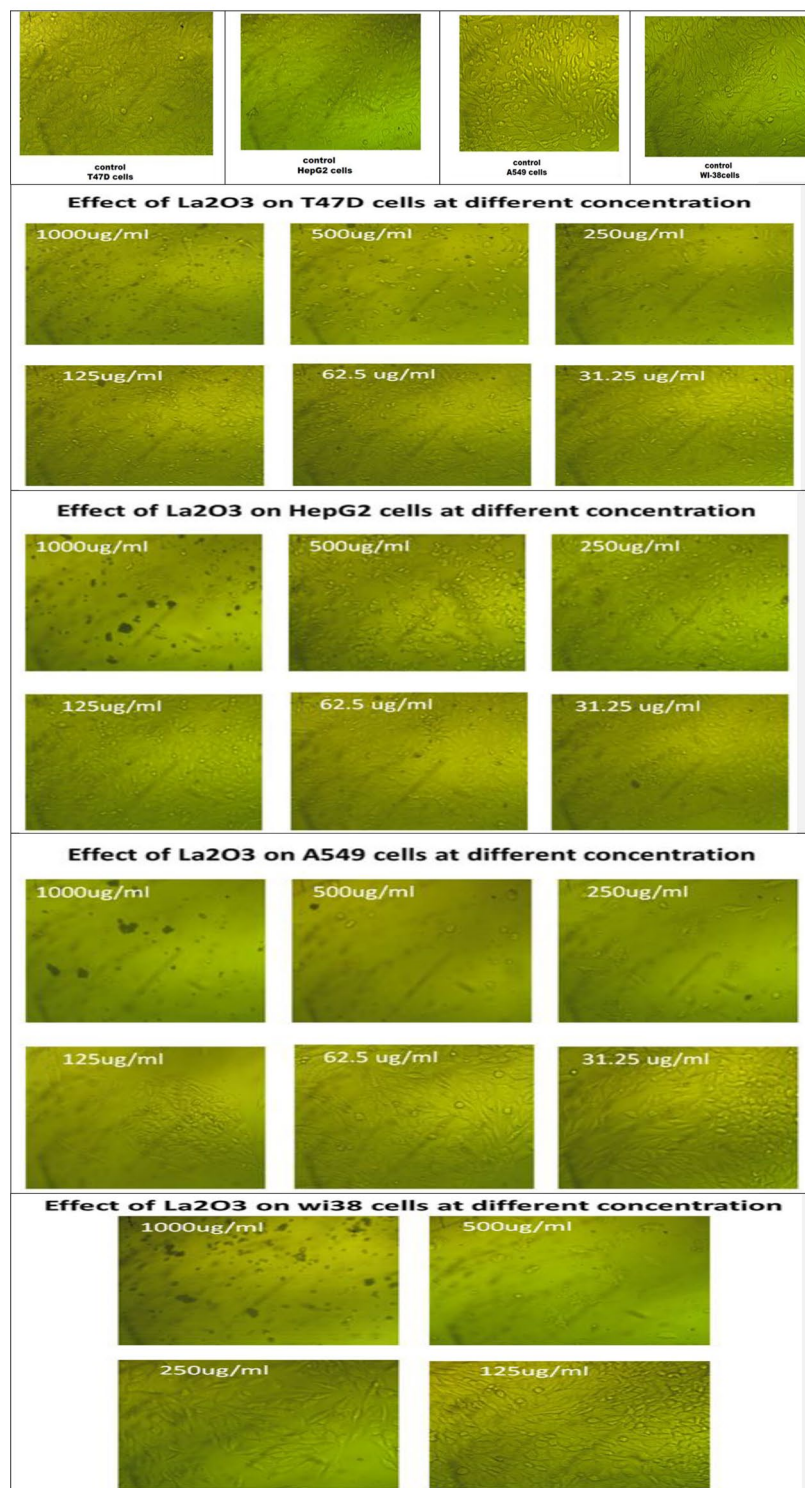 control
T47D cells
control
HepG2 cells
control
A549 cells
control
WI-38cells
Effect of La2O3 on T47D cells at different concentration
1000ug/ml
500ug/ml
250ug/ml
125ug/ml
62.5 ug/ml
31.25 ug/ml
Effect of La2O3 on HepG2 cells at different concentration
1000ug/ml
500ug/ml
250ug/ml
125ug/ml
62.5 ug/ml
31.25 ug/ml
Effect of La2O3 on A549 cells at different concentration
1000ug/ml
500ug/ml
250ug/ml
125ug/ml
62.5 ug/ml
31.25 ug/ml
Effect of La2O3 on wi38 cells at different concentration
1000ug/ml
500ug/ml
250ug/ml
125ug/ml